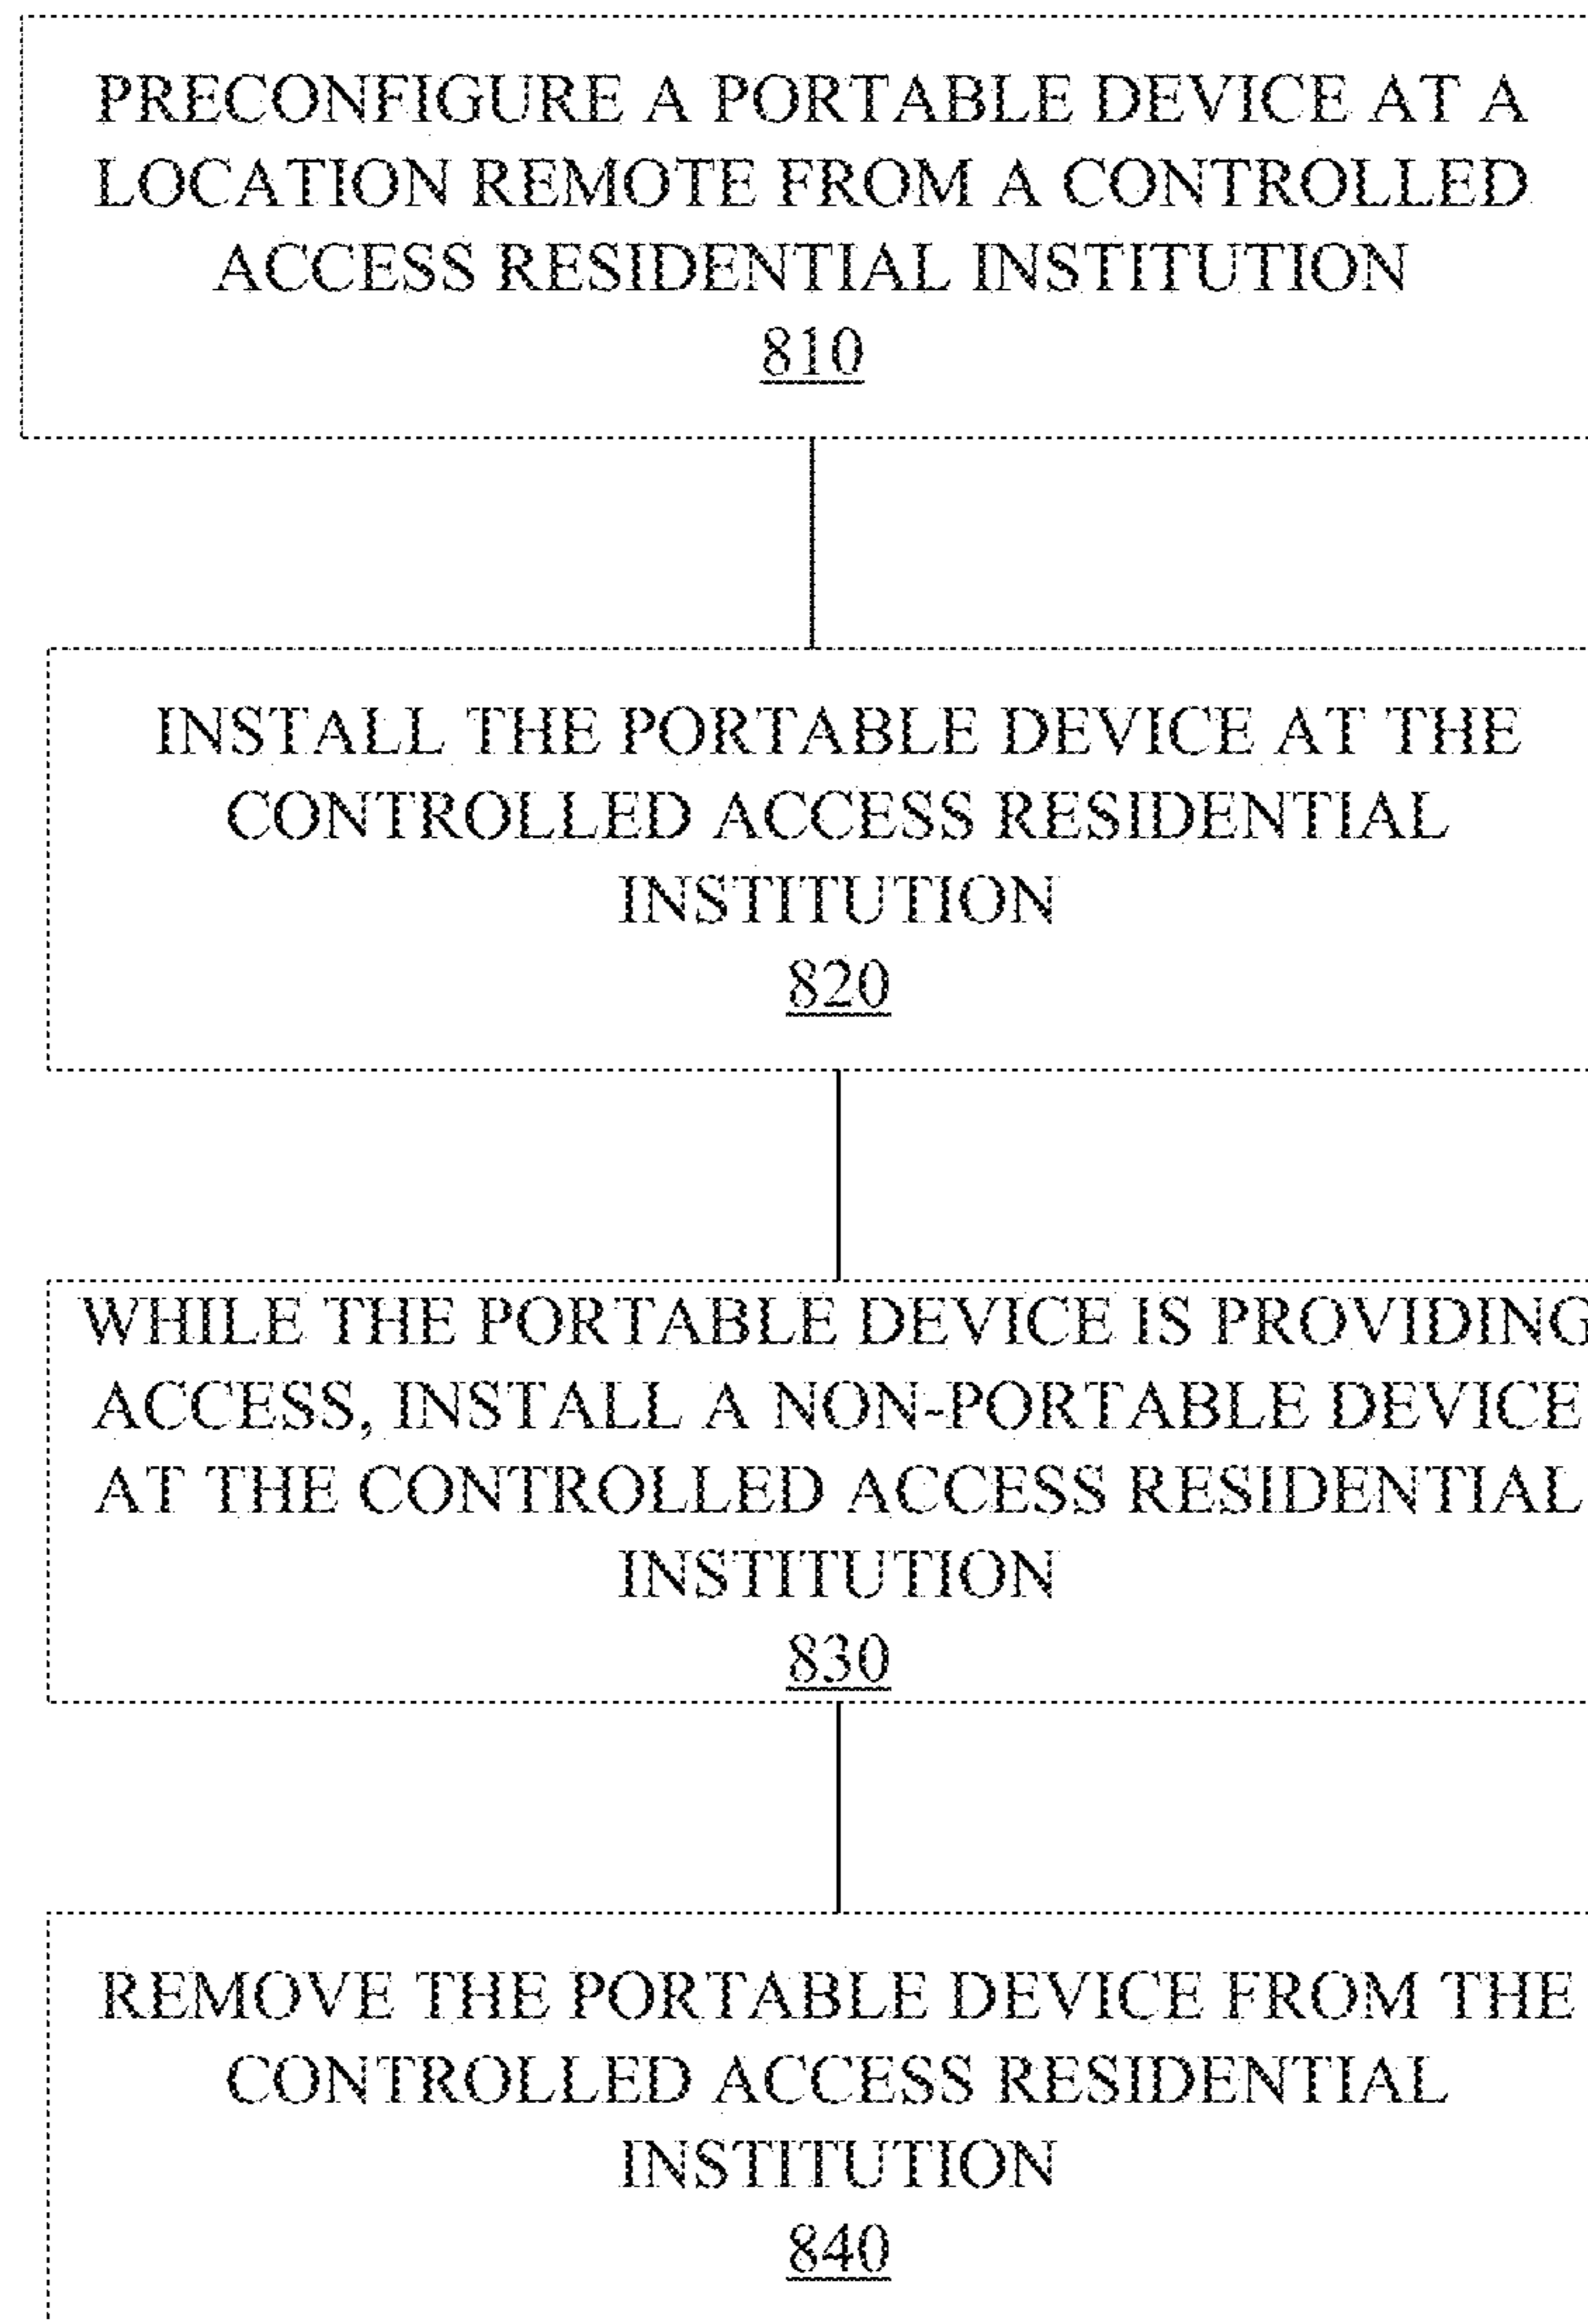 PRECONFIGURE A PORTABLE DEVICE AT A
LOCATION REMOTE FROM A CONTROLLED
ACCESS RESIDENTIAL INSTITUTION
810
INSTALL THE PORTABLE DEVICE AT THE
CONTROLLED ACCESS RESIDENTIAL
INSTITUTION
820
WHILE THE PORTABLE DEVICE IS PROVIDING
ACCESS, INSTALL A NON-PORTABLE DEVICE
AT THE CONTROLLED ACCESS RESIDENTIAL
INSTITUTION
830
REMOVE THE PORTABLE DEVICE FROM THE
CONTROLLED ACCESS RESIDENTIAL
INSTITUTION
840